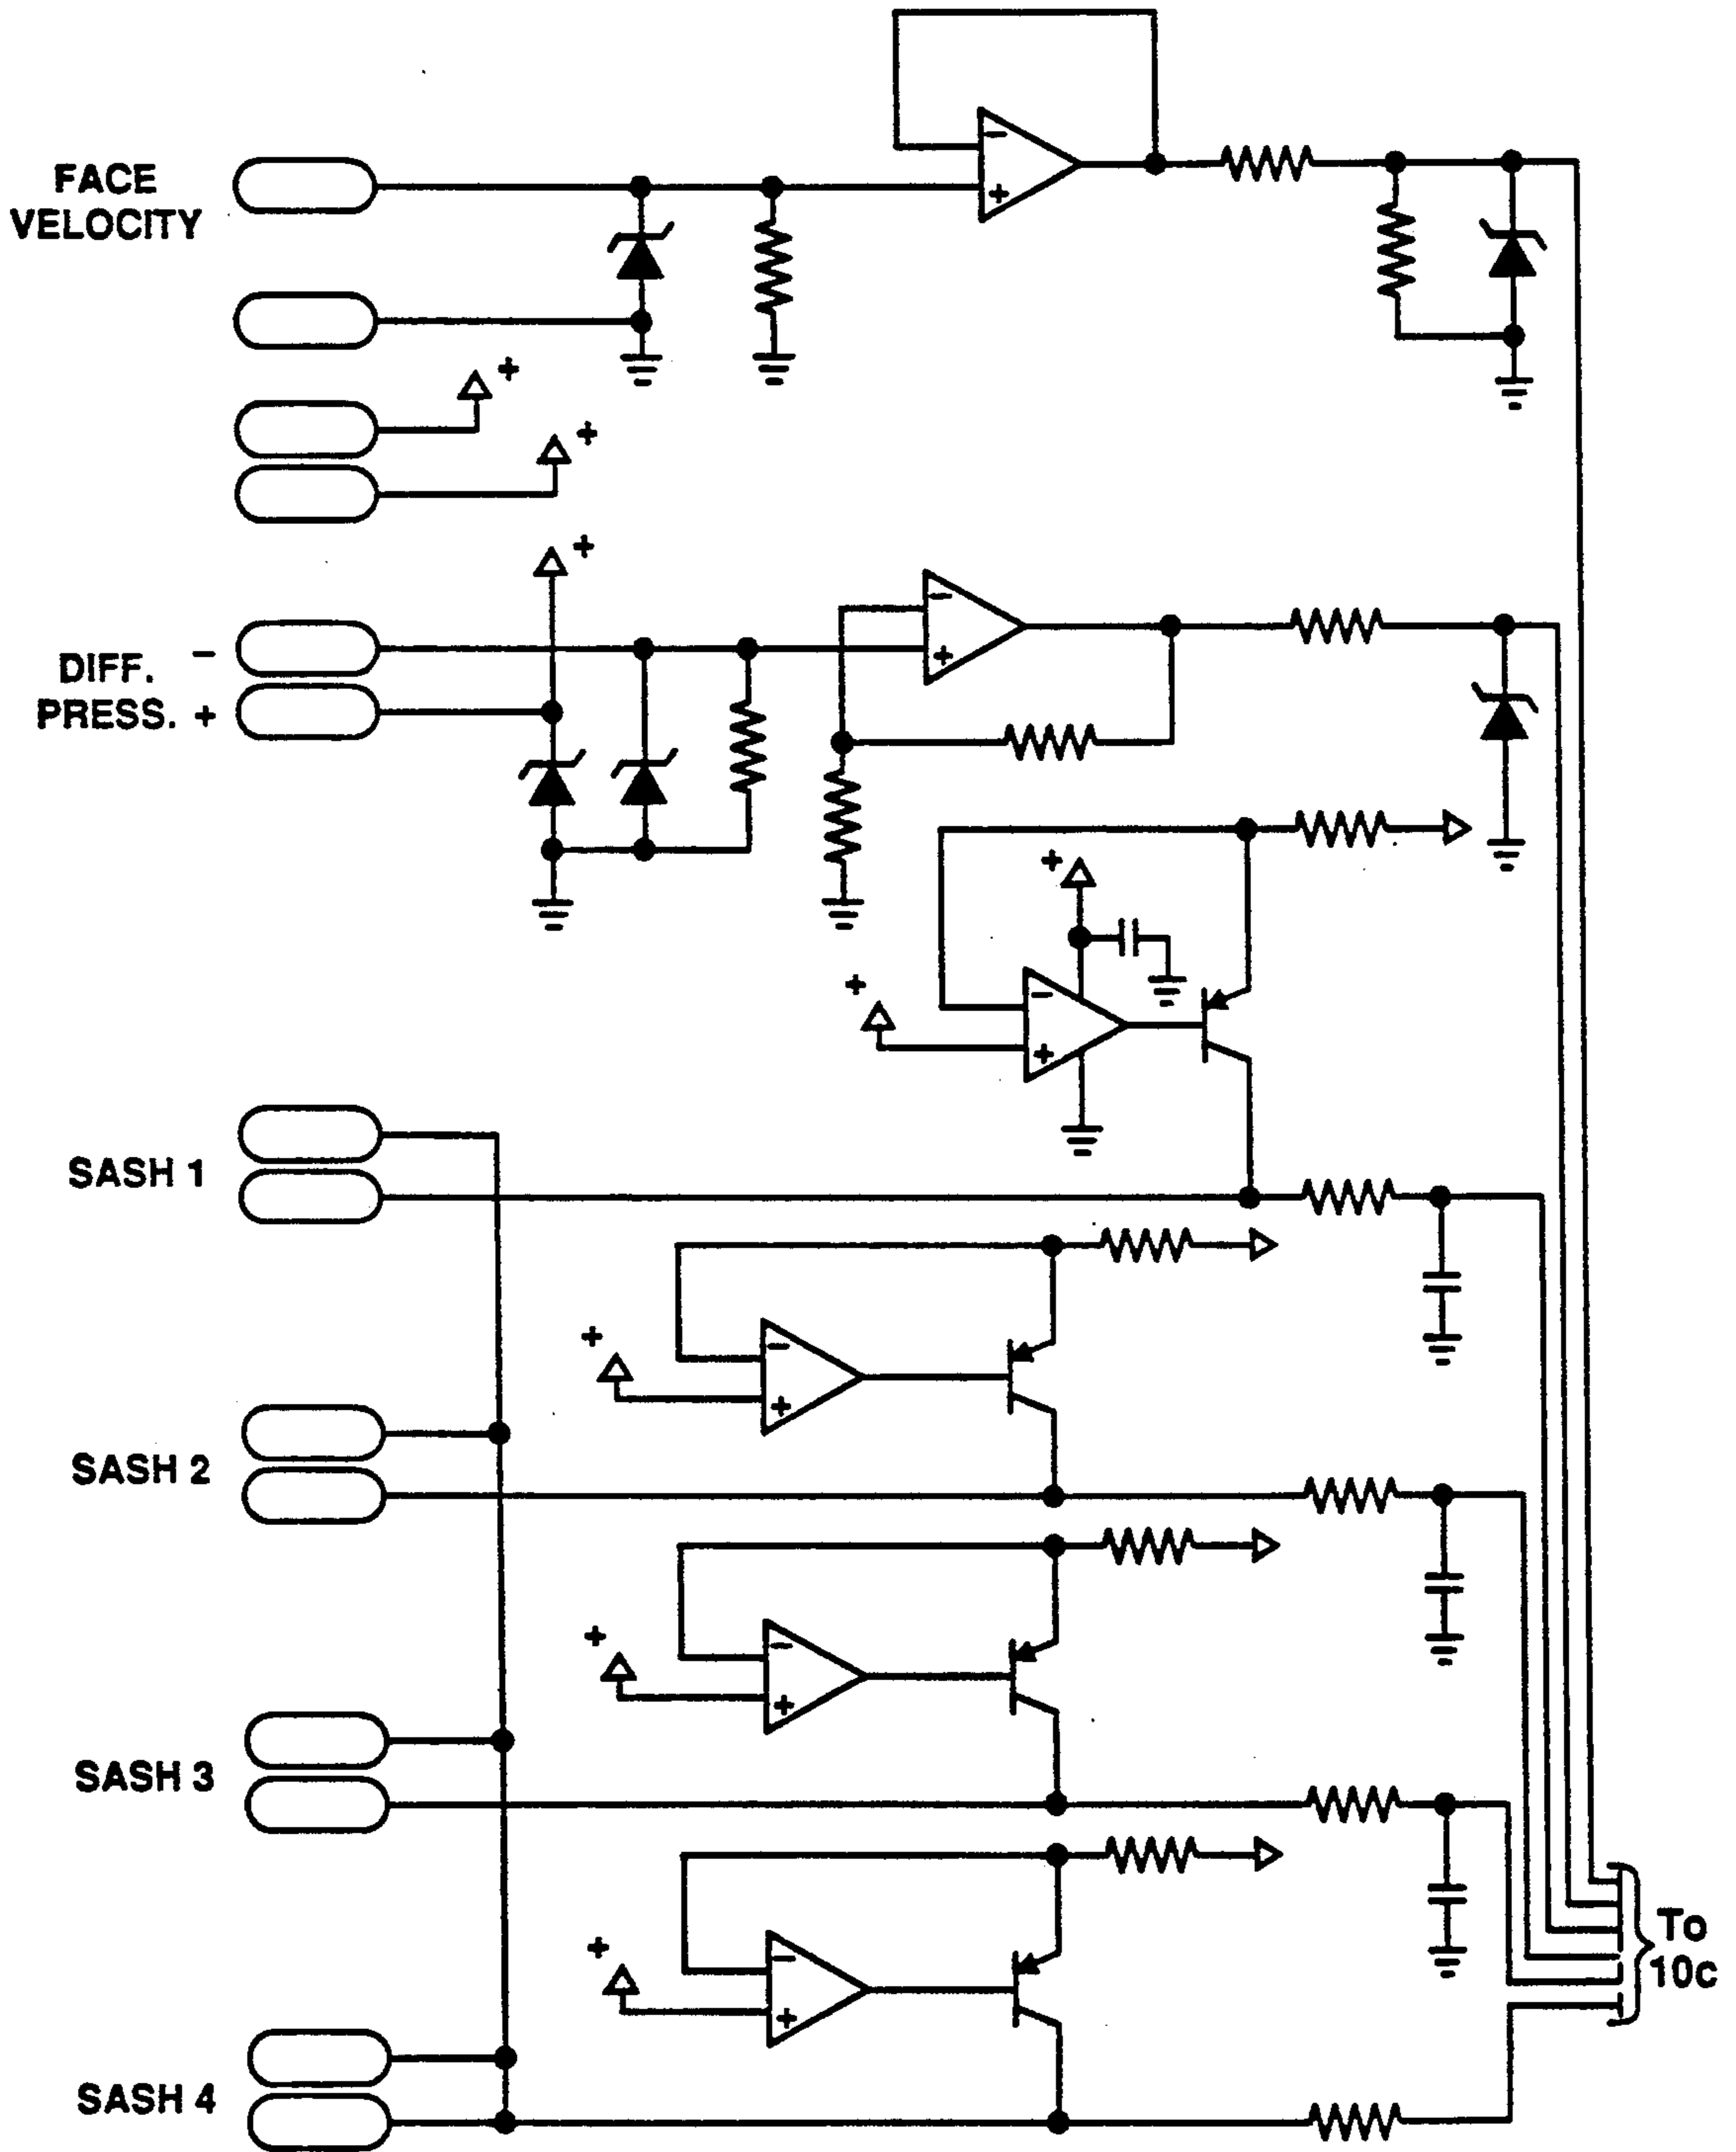 FACE
VELOCITY
- +
+
+
+
DIFF. -
PRESS. +
- +
+
+
- +
SASH 1
+
- +
SASH 2
+
- +
SASH 3
+
- +
SASH 4
To
10c